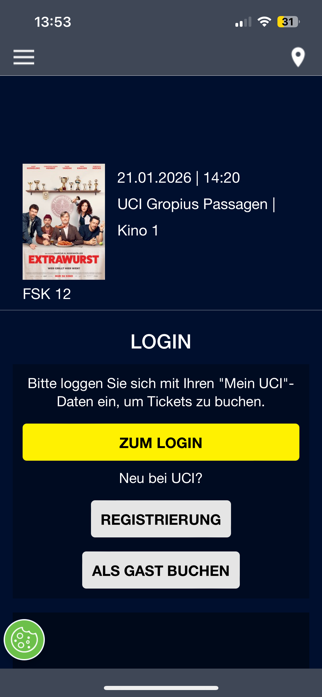 13:53
31
EXTRAWURST
21.01.2026 | 14:20
UCI Gropius Passagen |
Kino 1
FSK 12
LOGIN
Bitte loggen Sie sich mit Ihren "Mein UCI"-
Daten ein, um Tickets zu buchen.
ZUM LOGIN
Neu bei UCI?
REGISTRIERUNG
ALS GAST BUCHEN